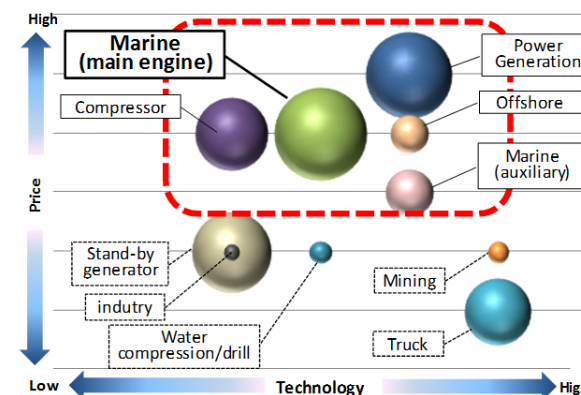 High
Marine
(main engine)
Power
Generation
Compressor
Offshore
Marine
(auxiliary)
Price
Stand-by
generator
indutry
Mining
Water
compression/drill
Truck
Low
Technology
High